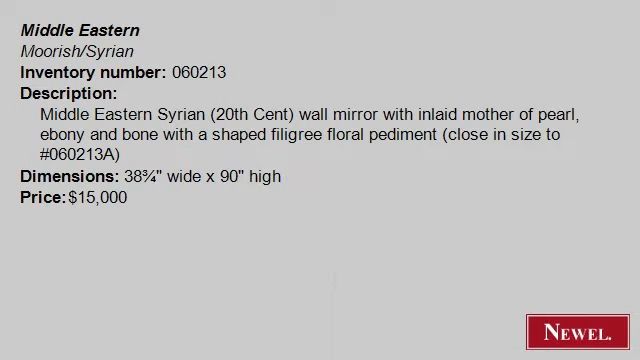 Middle Eastern
Moorish/Syrian
Inventory number: 060213
Description:
Middle Eastern Syrian (20th Cent) wall mirror with inlaid mother of pearl,
ebony and bone with a shaped filigree floral pediment (close in size to
#060213A)
Dimensions: 38¾" wide x 90" high
Price:$15,000
NEWEL.